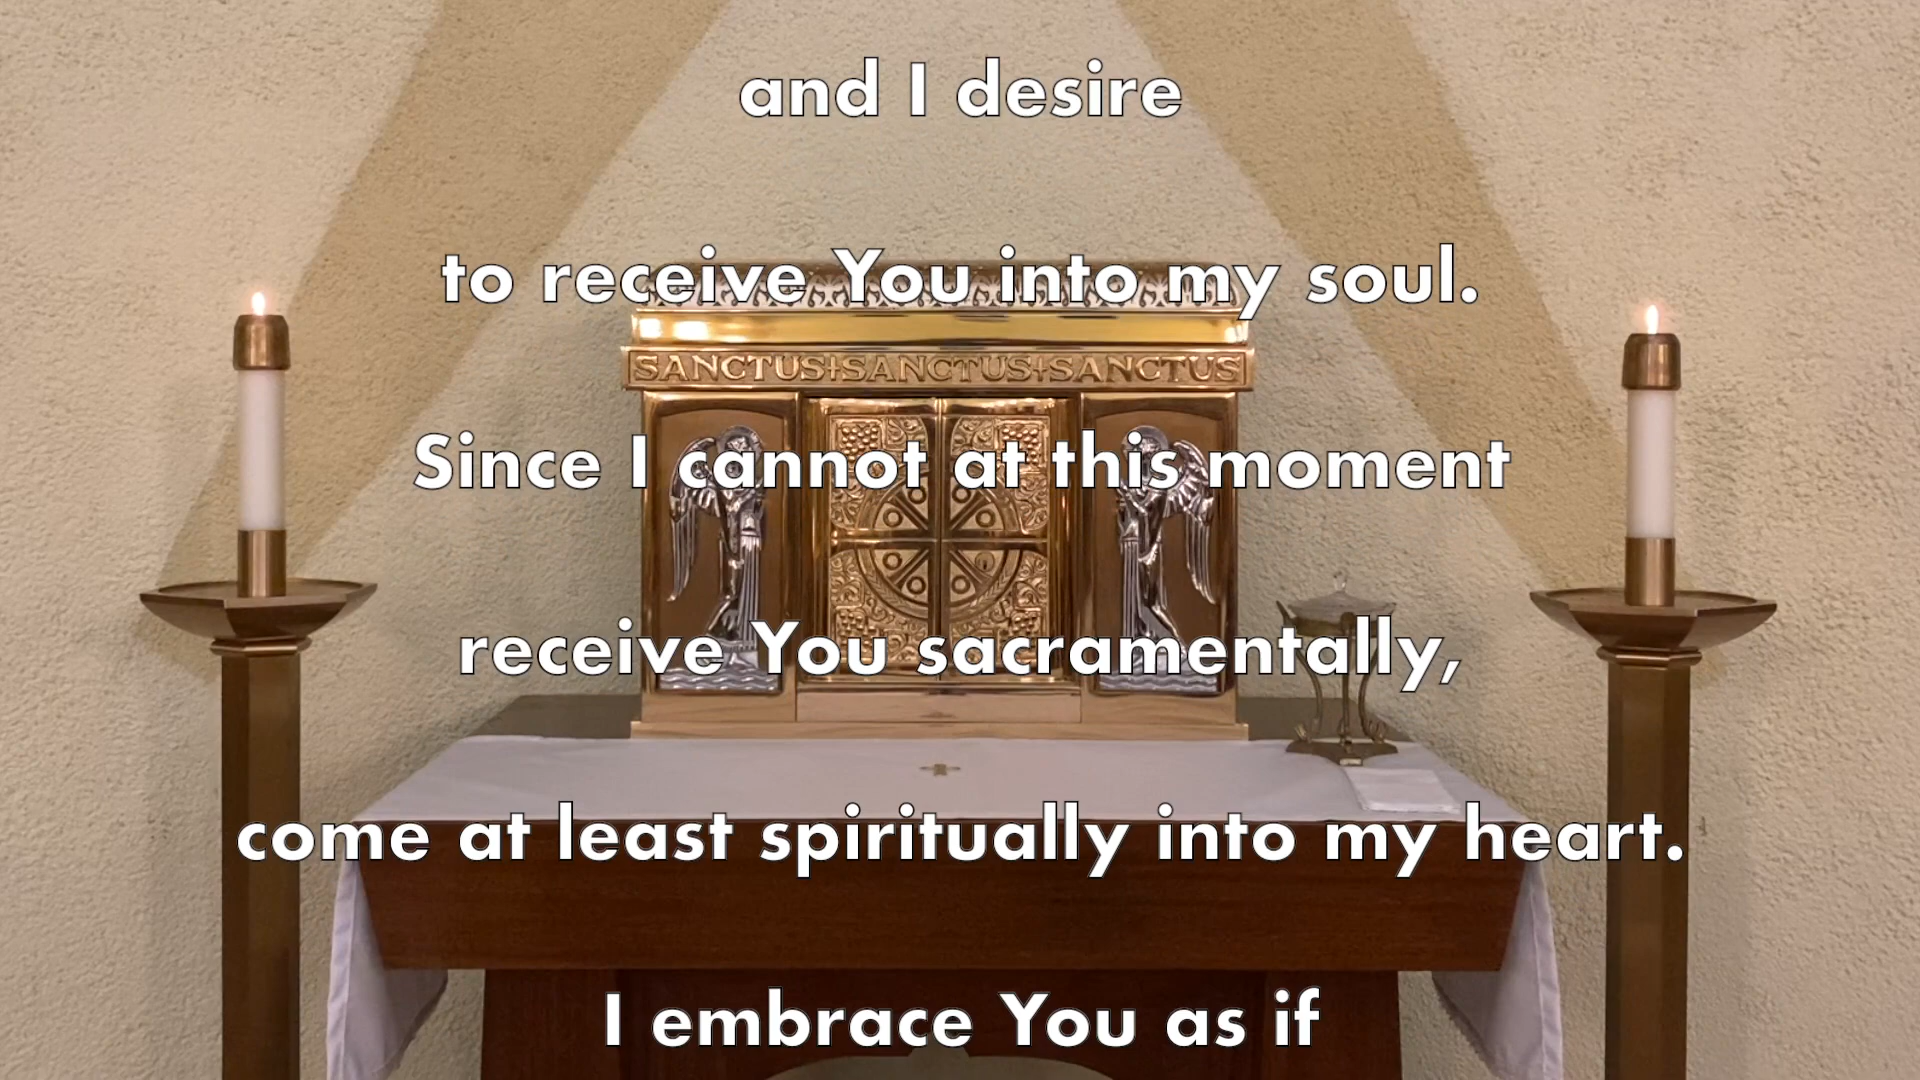 and I desire
to receive You into my soul.
SANCTUS+SANCTUS+SANCTUS
Since I cannot at this moment
receive You sacramentally,
come at least spiritually into my heart.
I embrace You as if